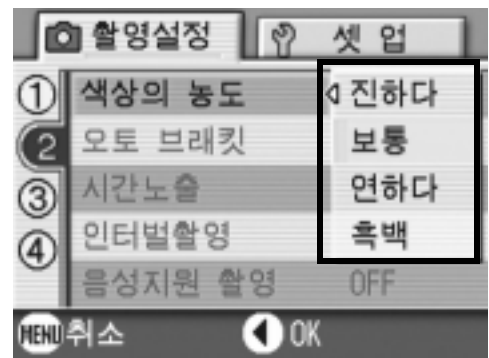 촬영설정 셋 업
① 색상의 농도 진하다
2 오토 브래킷 보통
③ 시간노출 연하다
④ 인터벌촬영 흑백
음성지원 촬영 OFF
MENU 취소 OK